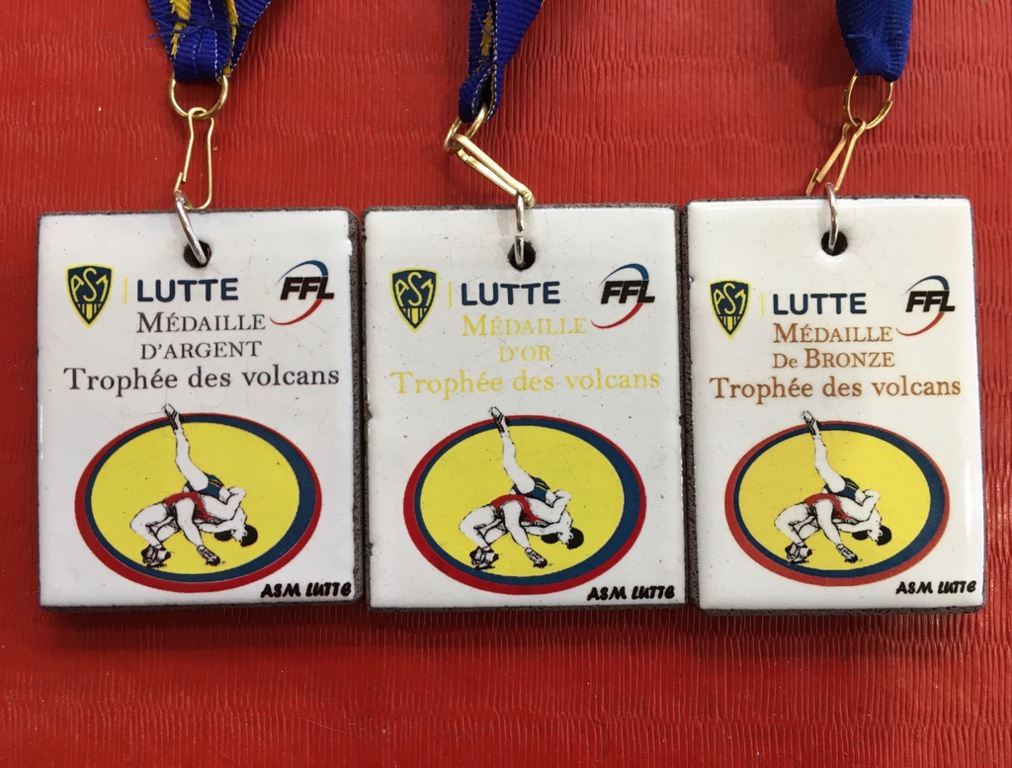 ASM LUTTE FFL
MÉDAILLE
D'ARGENT
Trophée des volcans
ASM LUTTE
ASM LUTTE FFL
MÉDAILLE
D'OR
Trophée des volcans
ASM LUTTE
ASM LUTTE FFL
MÉDAILLE
DE BRONZE
Trophée des volcans
ASM LUTTE